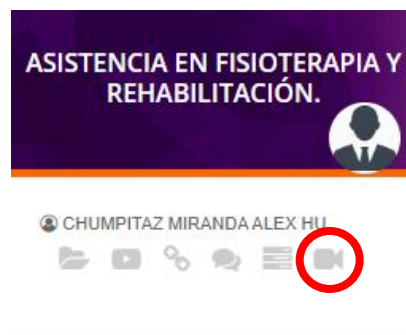 ASISTENCIA EN FISIOTERAPIA Y
REHABILITACIÓN.
CHUMPITAZ MIRANDA ALEX HU